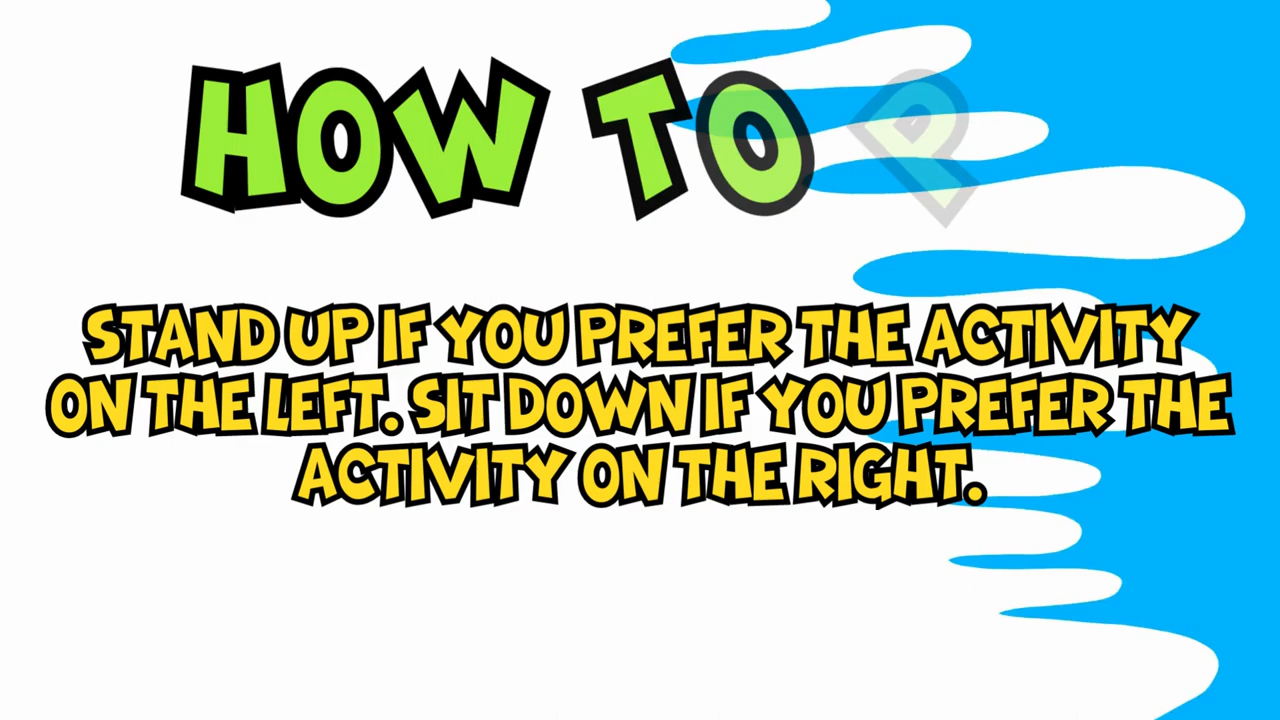 HOW TO P
STAND UP IF YOU PREFER THE ACTIVITY
ON THE LEFT. SIT DOWN IF YOU PREFER THE
ACTIVITY ON THE RIGHT.